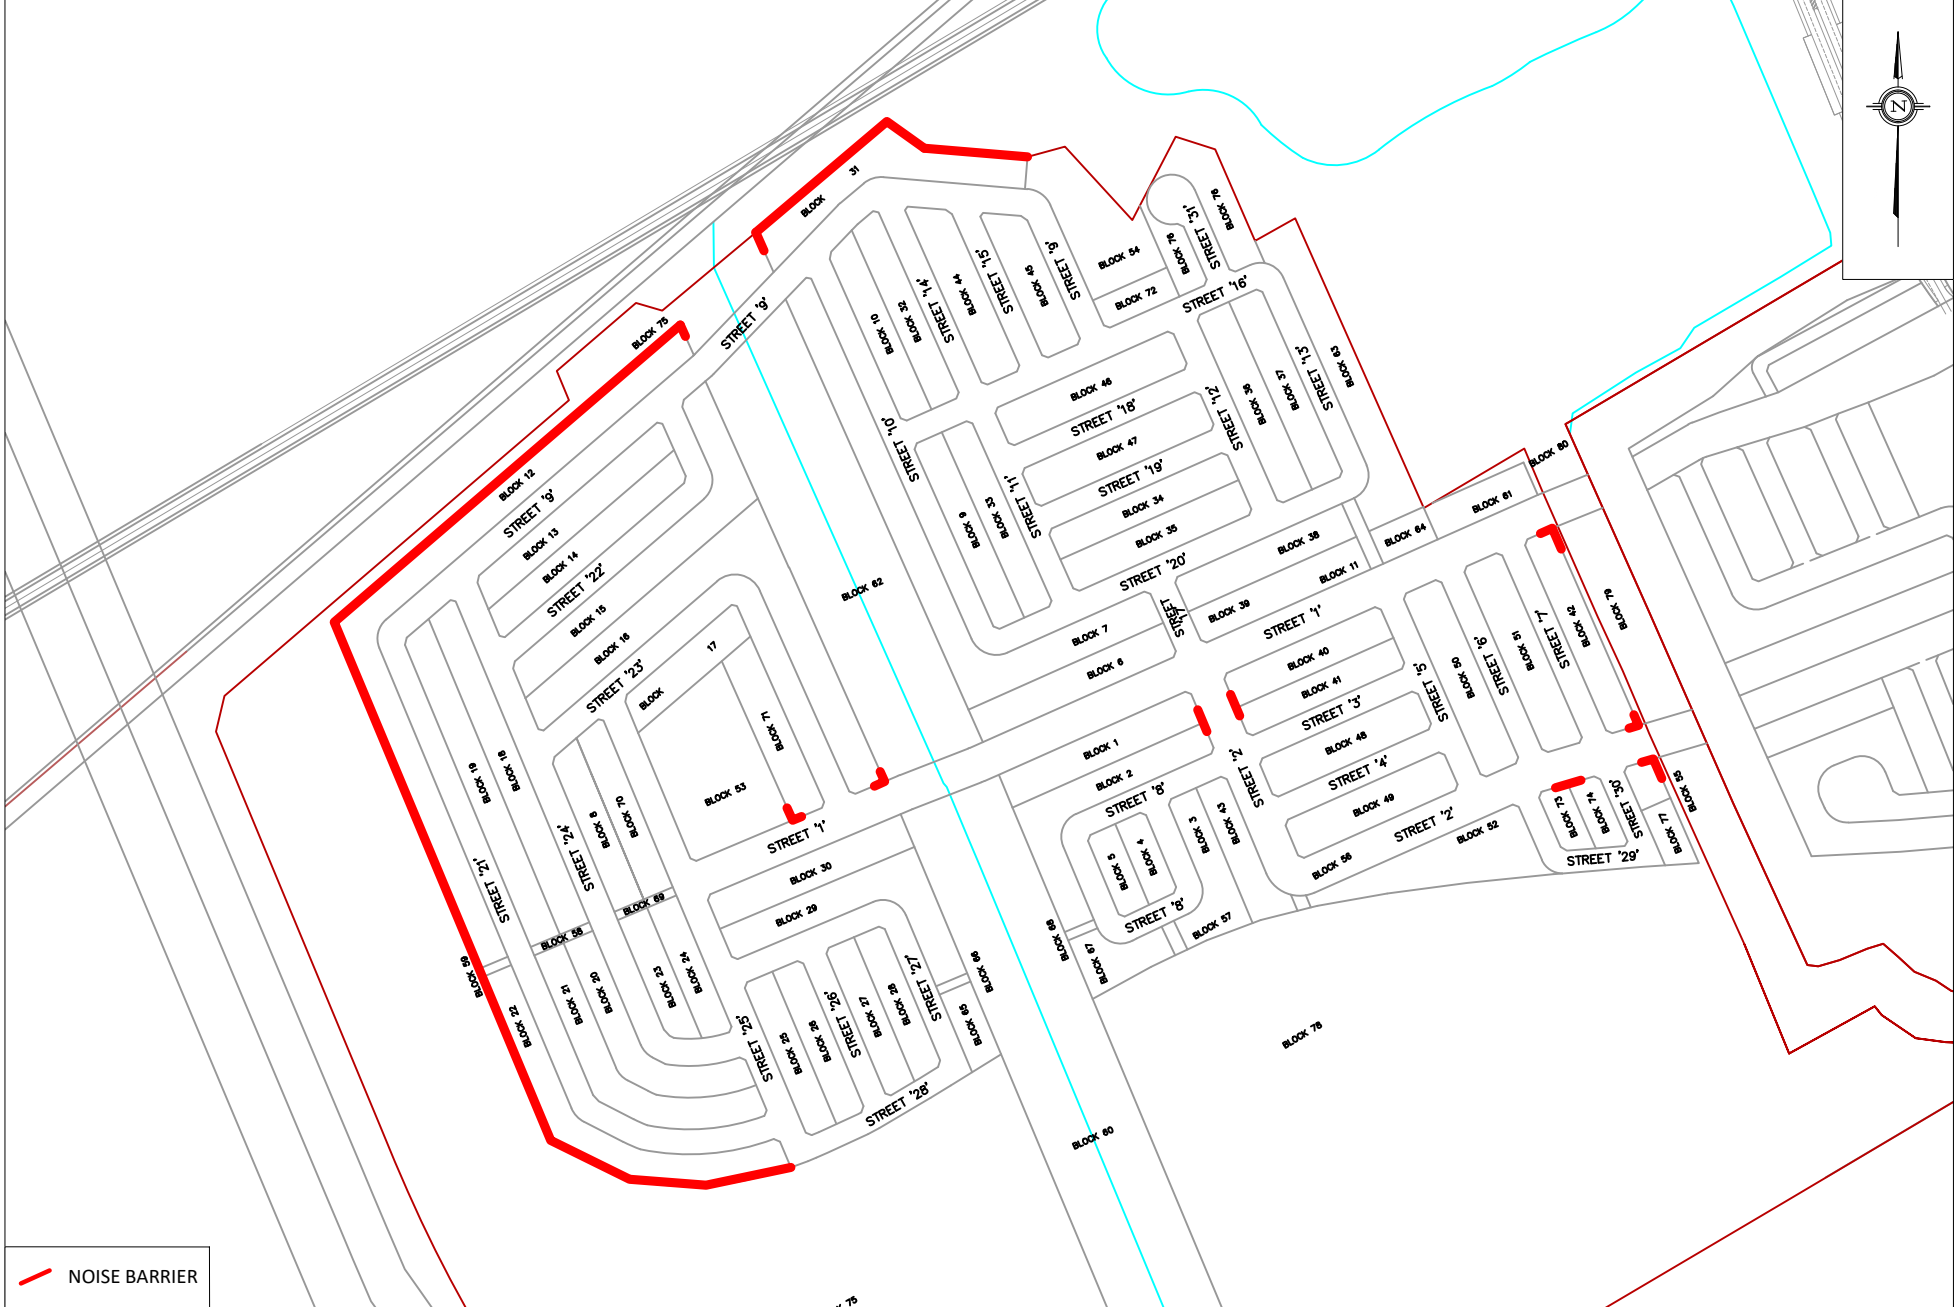 N
BLOCK 31
BLOCK 76
STREET '31'
BLOCK 76
BLOCK 54
BLOCK 72
STREET '16'
STREET '9'
BLOCK 45
STREET '15'
BLOCK 44
STREET '14'
BLOCK 32
BLOCK 10
BLOCK 75
STREET '9'
BLOCK 46
STREET '18'
BLOCK 47
STREET '19'
BLOCK 34
BLOCK 35
STREET '20'
STREET '12'
BLOCK 36
BLOCK 37
STREET '13'
BLOCK 63
STREET '10'
BLOCK 9
BLOCK 33
STREET '11'
BLOCK 12
STREET '9'
BLOCK 13
BLOCK 14
STREET '22'
BLOCK 15
BLOCK 16
STREET '23'
BLOCK 17
BLOCK 71
BLOCK 53
BLOCK 62
BLOCK 7
BLOCK 6
STREET '17'
BLOCK 38
BLOCK 11
BLOCK 39
STREET '1'
BLOCK 64
BLOCK 61
BLOCK 80
BLOCK 79
BLOCK 40
BLOCK 41
STREET '3'
BLOCK 48
STREET '4'
BLOCK 49
STREET '2'
STREET '5'
BLOCK 50
STREET '6'
BLOCK 51
STREET '7'
BLOCK 42
BLOCK 55
BLOCK 73
BLOCK 74
STREET '30'
BLOCK 77
STREET '29'
BLOCK 52
BLOCK 56
BLOCK 1
BLOCK 2
STREET '8'
STREET '2'
BLOCK 3
BLOCK 43
BLOCK 5
BLOCK 4
STREET '8'
BLOCK 57
BLOCK 68
BLOCK 67
BLOCK 19
BLOCK 18
STREET '21'
STREET '24'
BLOCK 8
BLOCK 70
BLOCK 69
BLOCK 58
BLOCK 59
BLOCK 22
BLOCK 21
BLOCK 20
BLOCK 23
BLOCK 24
STREET '1'
BLOCK 30
BLOCK 29
STREET '25'
BLOCK 25
BLOCK 26
STREET '26'
BLOCK 27
BLOCK 28
STREET '27'
BLOCK 66
BLOCK 65
STREET '28'
BLOCK 78
BLOCK 60
75
NOISE BARRIER